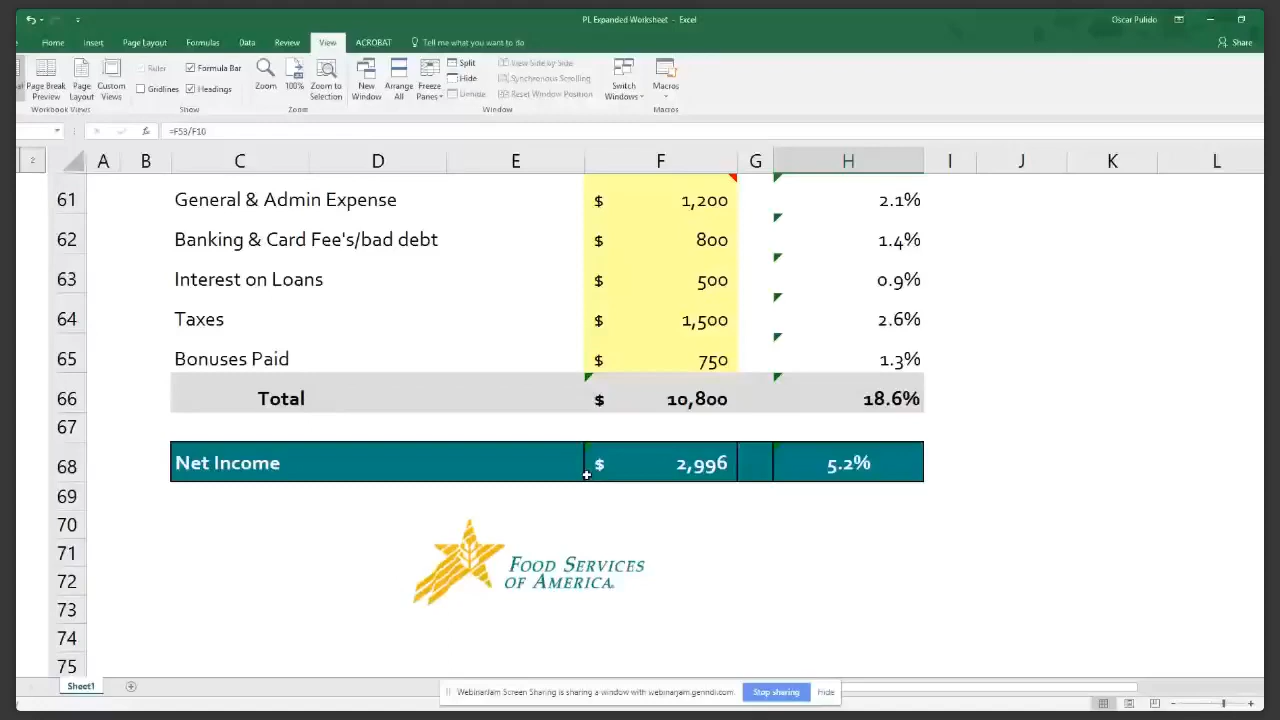 PL Expanded Worksheet - Excel
Oscar Pulido
Home Insert Page Layout Formulas Data Review View ACROBAT Tell me what you want to do Share
Page Break Preview
Page Layout
Custom Views
Workbook Views
Ruler
Formula Bar
Gridlines
Headings
Show
Zoom
100%
Zoom to Selection
Zoom
New Window
Arrange All
Freeze Panes
Split
Hide
Unhide
View Side by Side
Synchronous Scrolling
Reset Window Position
Window
Switch Windows
Macros
Macros
fx =F53/F10
2
A B C D E F G H I J K L
61 General & Admin Expense $ 1,200 2.1%
62 Banking & Card Fee's/bad debt $ 800 1.4%
63 Interest on Loans $ 500 0.9%
64 Taxes $ 1,500 2.6%
65 Bonuses Paid $ 750 1.3%
66 Total $ 10,800 18.6%
67
68 Net Income $ 2,996 5.2%
69
70
71
72
73
74
75
FOOD SERVICES
OF AMERICA.
Sheet1
WebinarJam Screen Sharing is sharing a window with webinarjam.genndi.com. Stop sharing Hide